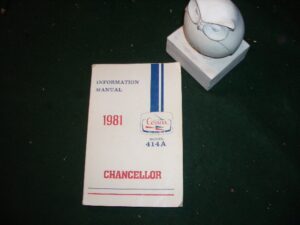 INFORMATION
MANUAL
1981
Cessna
MODEL
414A
CHANCELLOR